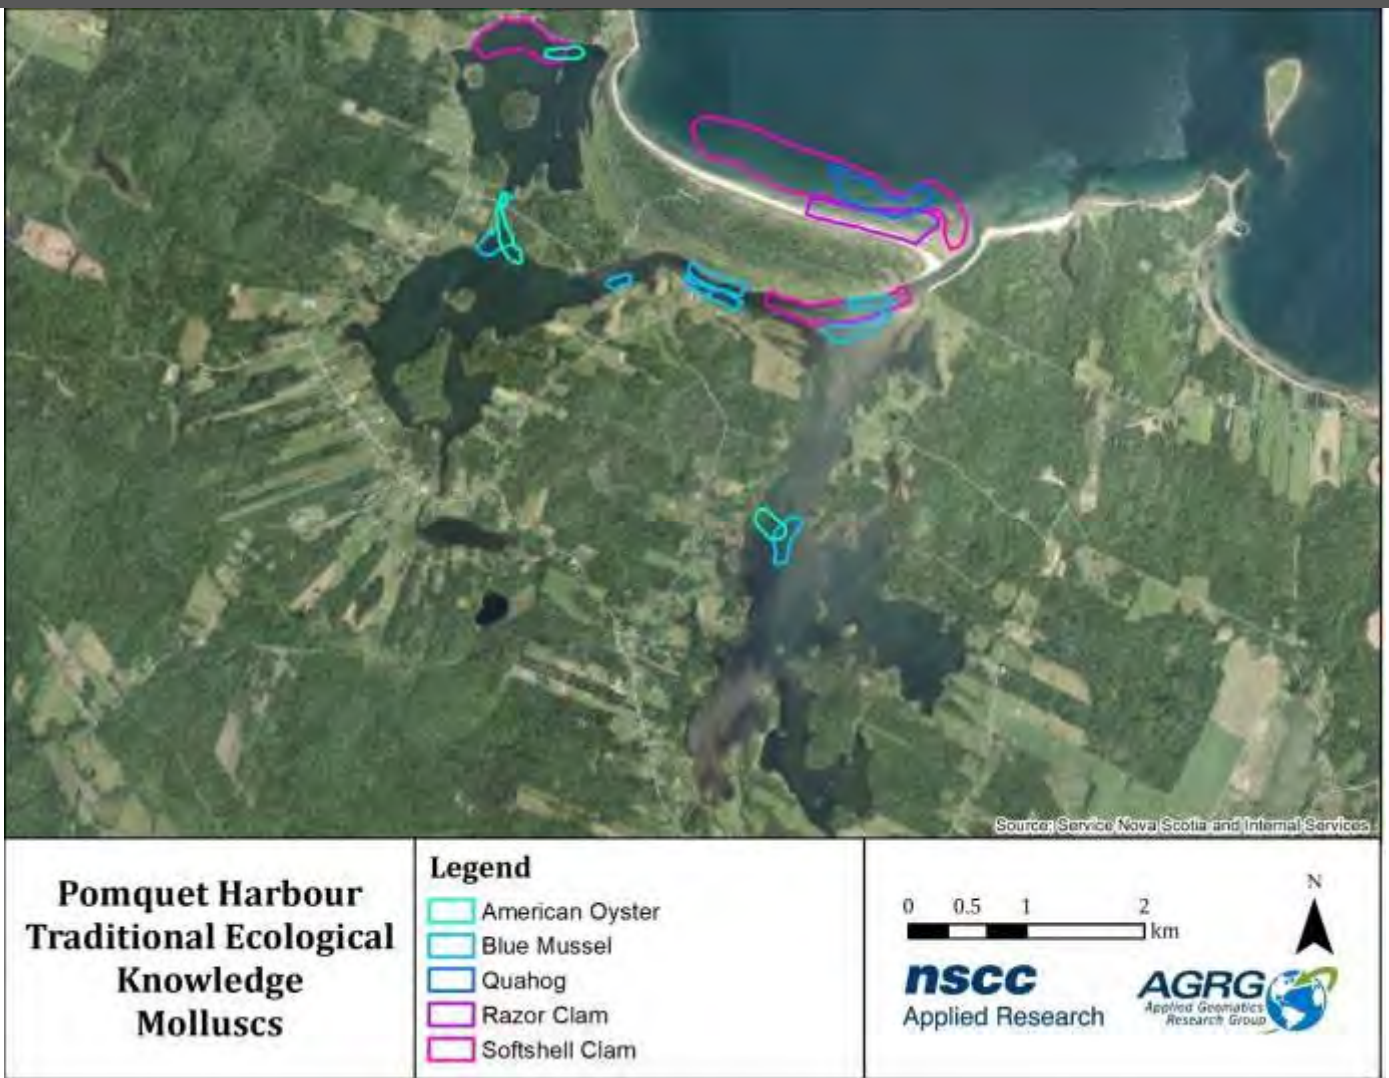 Source: Service Nova Scotia and Internal Services
Pomquet Harbour
Traditional Ecological
Knowledge
Molluscs
Legend
American Oyster
Blue Mussel
Quahog
Razor Clam
Softshell Clam
0 0.5 1 2
km
N
nscc
Applied Research
AGRG
Applied Geomatics
Research Group